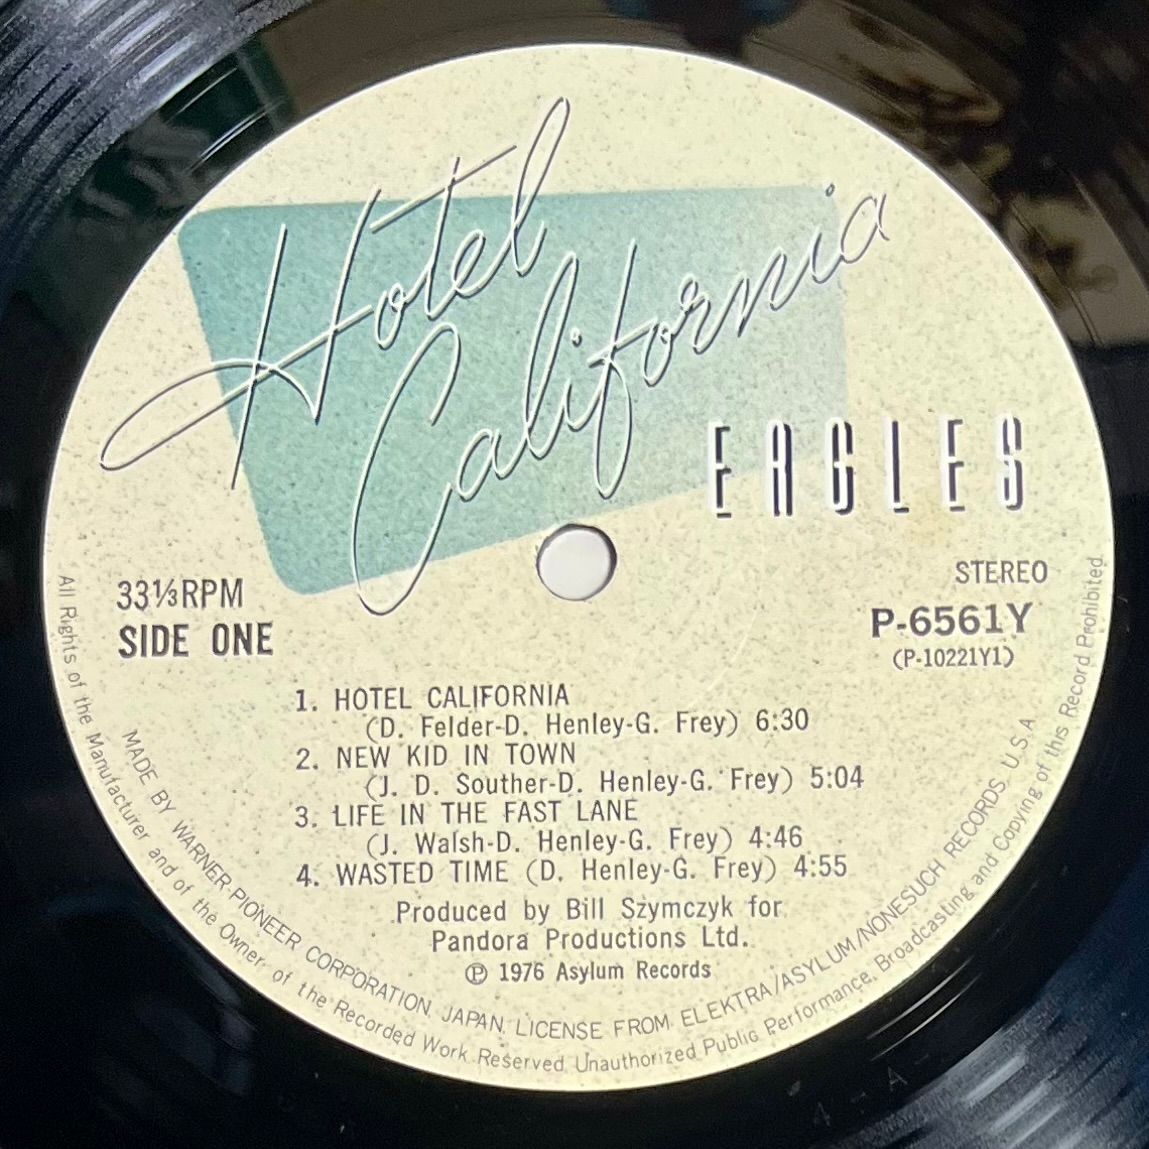 Hotel
California
EAGLES
33⅓RPM
SIDE ONE
STEREO
P-6561Y
(P-10221Y1)
1. HOTEL CALIFORNIA
(D. Felder-D. Henley-G. Frey) 6:30
2. NEW KID IN TOWN
(J. D. Souther-D. Henley-G. Frey) 5:04
3. LIFE IN THE FAST LANE
(J. Walsh-D. Henley-G. Frey) 4:46
4. WASTED TIME (D. Henley-G. Frey) 4:55
Produced by Bill Szymczyk for
Pandora Productions Ltd.
Ⓟ 1976 Asylum Records
MADE BY WARNER PIONEER CORPORATION, JAPAN, LICENSE FROM ELEKTRA/ASYLUM/NONESUCH RECORDS, U.S.A
All Rights of the Manufacturer and of the Owner of the Recorded Work Reserved. Unauthorized Public Performance, Broadcasting and Copying of this Record Prohibited.
4-A